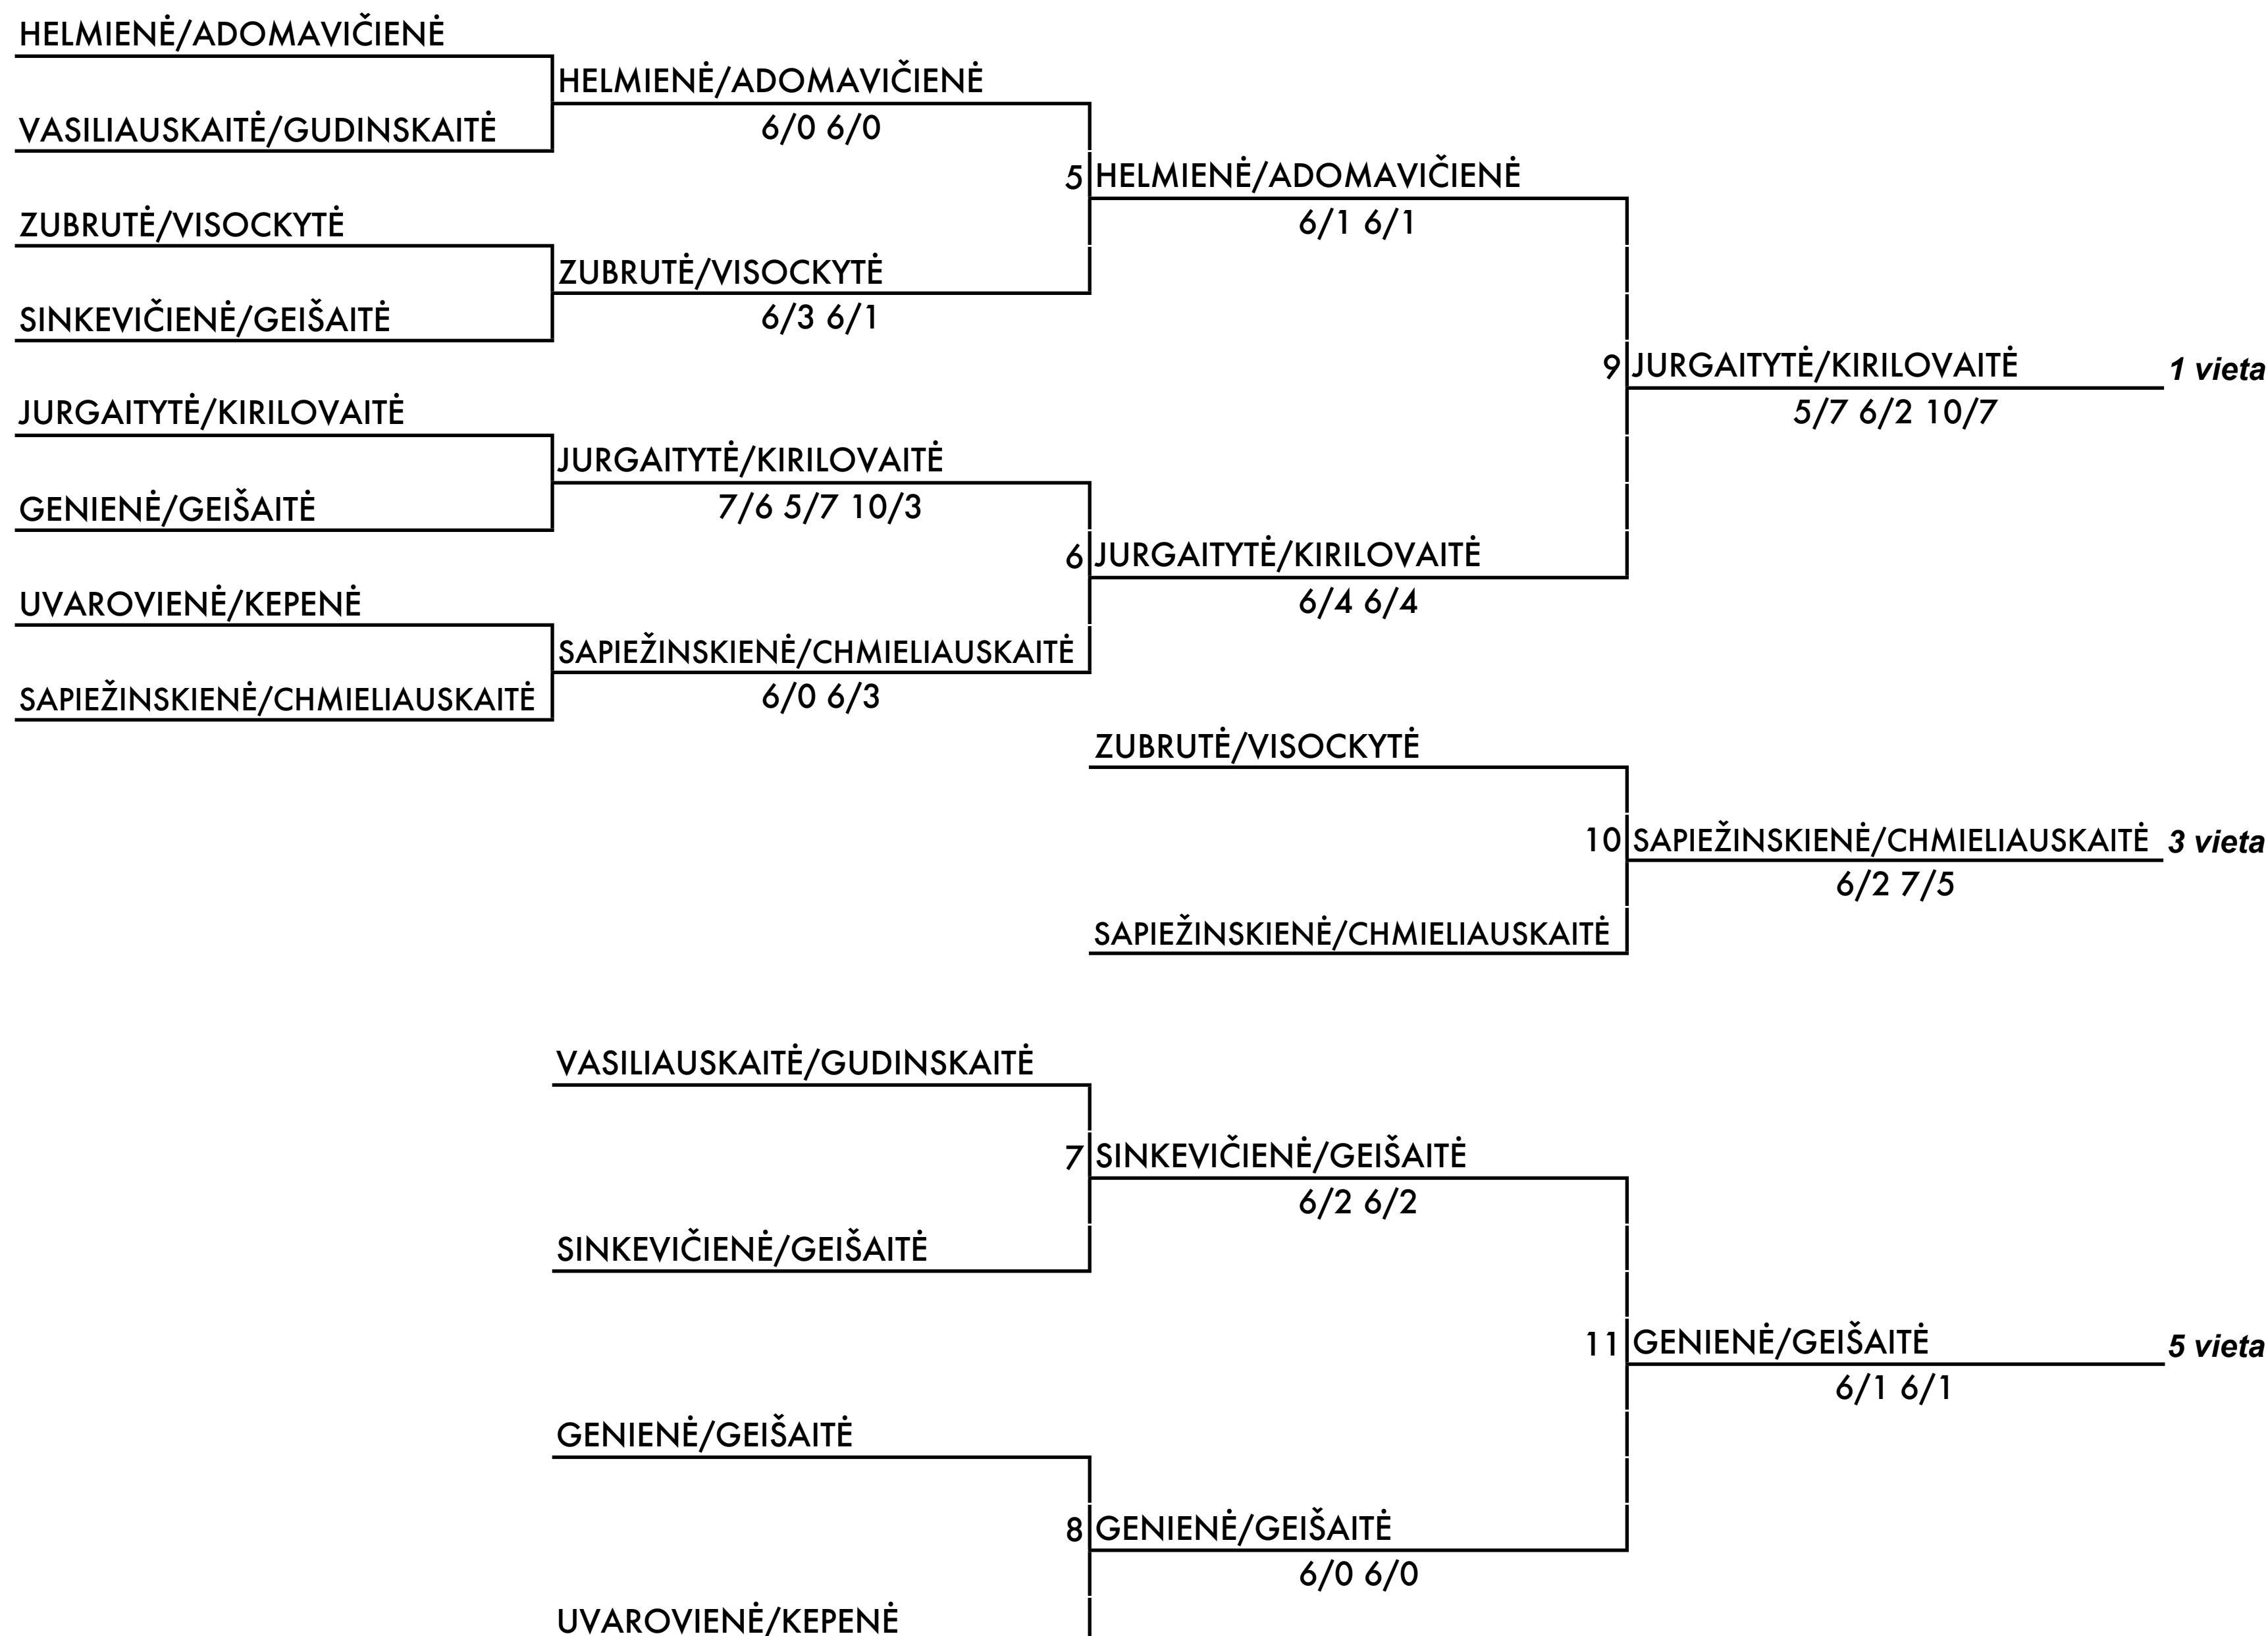 HELMIENĖ/ADOMAVIČIENĖ
HELMIENĖ/ADOMAVIČIENĖ
VASILIAUSKAITĖ/GUDINSKAITĖ
6/0 6/0
5 HELMIENĖ/ADOMAVIČIENĖ
ZUBRUTĖ/VISOCKYTĖ
6/1 6/1
ZUBRUTĖ/VISOCKYTĖ
SINKEVIČIENĖ/GEIŠAITĖ
6/3 6/1
9 JURGAITYTĖ/KIRILOVAITĖ 1 vieta
JURGAITYTĖ/KIRILOVAITĖ
5/7 6/2 10/7
JURGAITYTĖ/KIRILOVAITĖ
GENIENĖ/GEIŠAITĖ
7/6 5/7 10/3
6 JURGAITYTĖ/KIRILOVAITĖ
UVAROVIENĖ/KEPENĖ
6/4 6/4
SAPIEŽINSKIENĖ/CHMIELIAUSKAITĖ
SAPIEŽINSKIENĖ/CHMIELIAUSKAITĖ
6/0 6/3
ZUBRUTĖ/VISOCKYTĖ
10 SAPIEŽINSKIENĖ/CHMIELIAUSKAITĖ 3 vieta
6/2 7/5
SAPIEŽINSKIENĖ/CHMIELIAUSKAITĖ
VASILIAUSKAITĖ/GUDINSKAITĖ
7 SINKEVIČIENĖ/GEIŠAITĖ
6/2 6/2
SINKEVIČIENĖ/GEIŠAITĖ
11 GENIENĖ/GEIŠAITĖ 5 vieta
6/1 6/1
GENIENĖ/GEIŠAITĖ
8 GENIENĖ/GEIŠAITĖ
6/0 6/0
UVAROVIENĖ/KEPENĖ